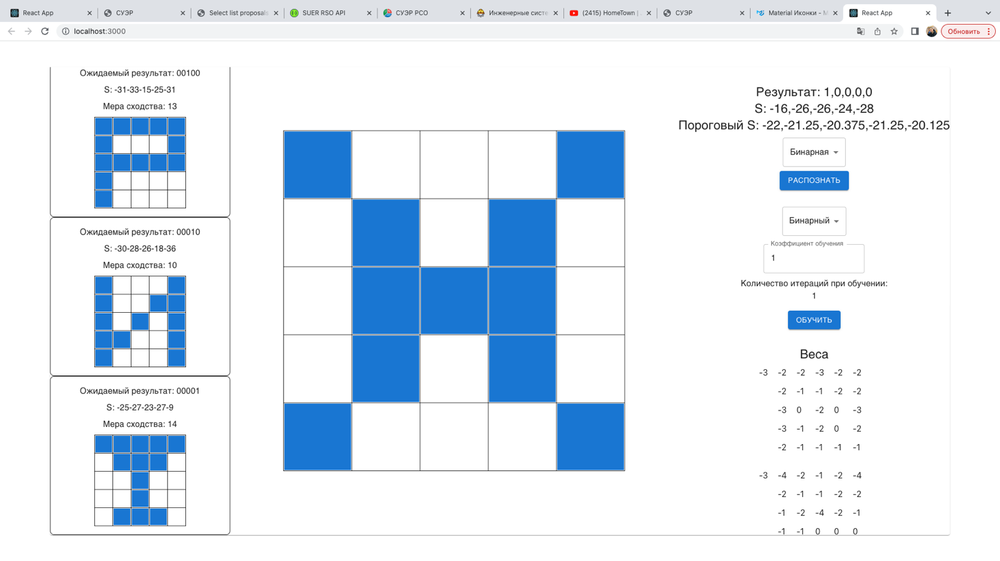 React App
СУЭР
Select list proposals
SUER RSO API
СУЭР РСО
Инженерные систе
(2415) HomeTown |
СУЭР
Material Иконки - M
React App
localhost:3000
Обновить
Ожидаемый результат: 00100
S: -31-33-15-25-31
Мера сходства: 13
Ожидаемый результат: 00010
S: -30-28-26-18-36
Мера сходства: 10
Ожидаемый результат: 00001
S: -25-27-23-27-9
Мера сходства: 14
Результат: 1,0,0,0,0
S: -16,-26,-26,-24,-28
Пороговый S: -22,-21.25,-20.375,-21.25,-20.125
Бинарная
РАСПОЗНАТЬ
Бинарный
Коэффициент обучения
1
Количество итераций при обучении:
1
ОБУЧИТЬ
Веса
-3 -2 -2 -3 -2 -2
-2 -1 -1 -2 -2
-3 0 -2 0 -3
-3 -1 -2 0 -2
-2 -1 -1 -1 -1
-3 -4 -2 -1 -2 -4
-2 -1 -1 -2 -2
-1 -2 -4 -2 -1
-1 -1 0 0 0